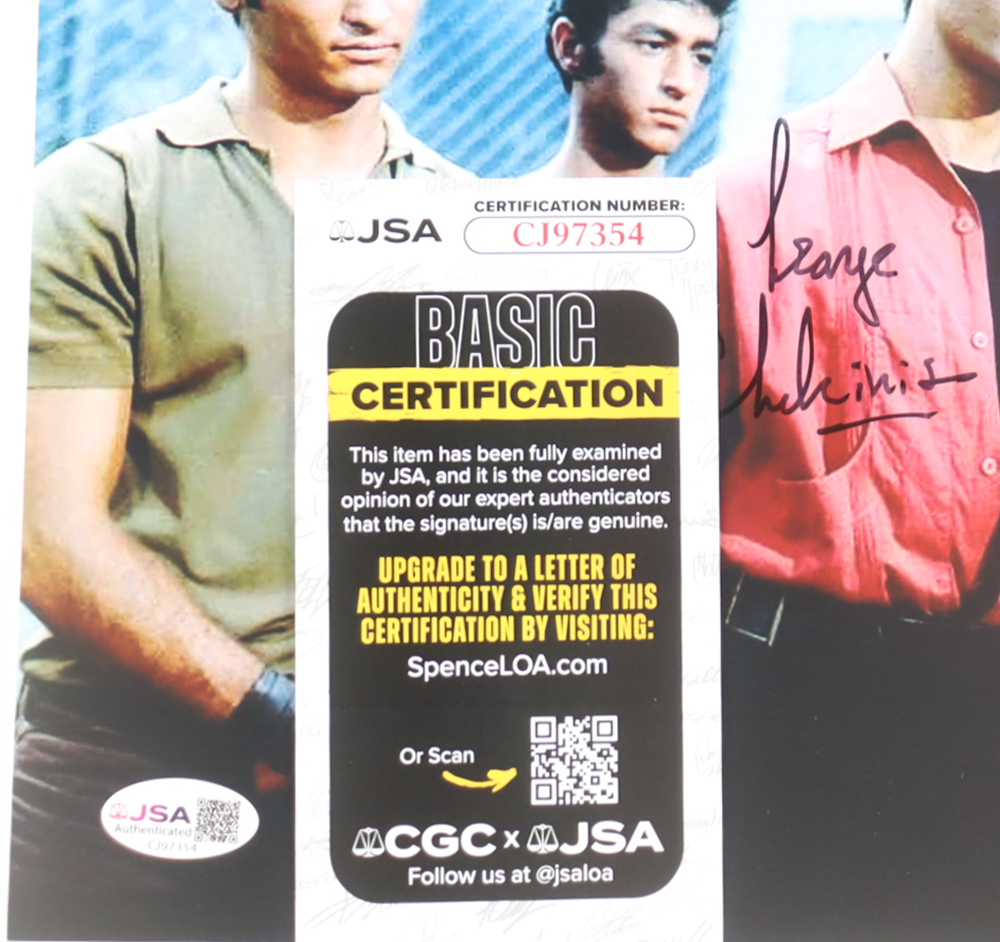 JSA
CERTIFICATION NUMBER:
CJ97354
BASIC
CERTIFICATION
This item has been fully examined
by JSA, and it is the considered
opinion of our expert authenticators
that the signature(s) is/are genuine.
UPGRADE TO A LETTER OF
AUTHENTICITY & VERIFY THIS
CERTIFICATION BY VISITING:
SpenceLOA.com
Or Scan
CGC x JSA
Follow us at @jsaloa
George
Chakiris
JSA
Authenticated
CJ97354